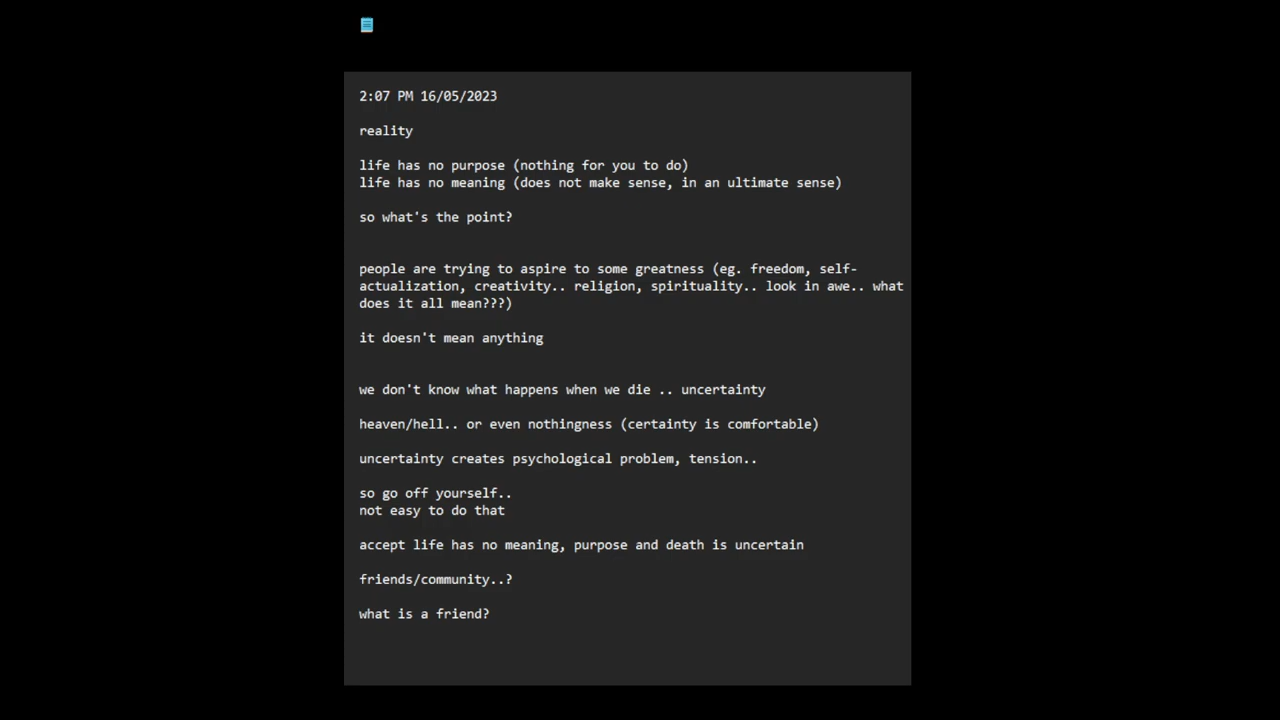 2:07 PM 16/05/2023
reality
life has no purpose (nothing for you to do)
life has no meaning (does not make sense, in an ultimate sense)
so what's the point?
people are trying to aspire to some greatness (eg. freedom, self-
actualization, creativity.. religion, spirituality.. look in awe.. what
does it all mean???)
it doesn't mean anything
we don't know what happens when we die .. uncertainty
heaven/hell.. or even nothingness (certainty is comfortable)
uncertainty creates psychological problem, tension..
so go off yourself..
not easy to do that
accept life has no meaning, purpose and death is uncertain
friends/community..?
what is a friend?